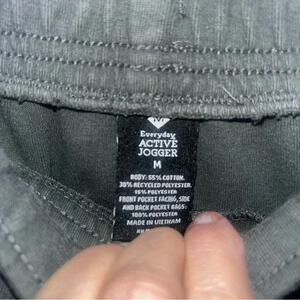 Everyday
ACTIVE
JOGGER
M
BODY: 55% COTTON,
30% RECYCLED POLYESTER,
15% POLYESTER
FRONT POCKET FACING, SIDE
AND BACK POCKET BAGS:
100% POLYESTER
MADE IN VIETNAM